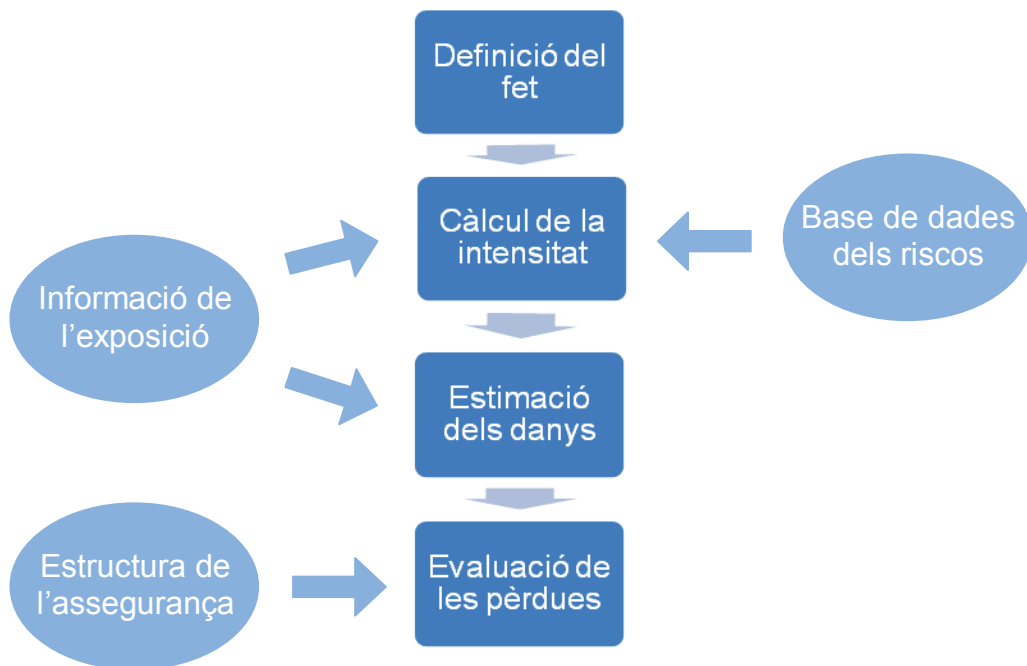 Definició del
fet
Càlcul de la
intensitat
Base de dades
dels riscos
Informació de
l’exposició
Estimació
dels danys
Estructura de
l’assegurança
Evaluació de
les pèrdues